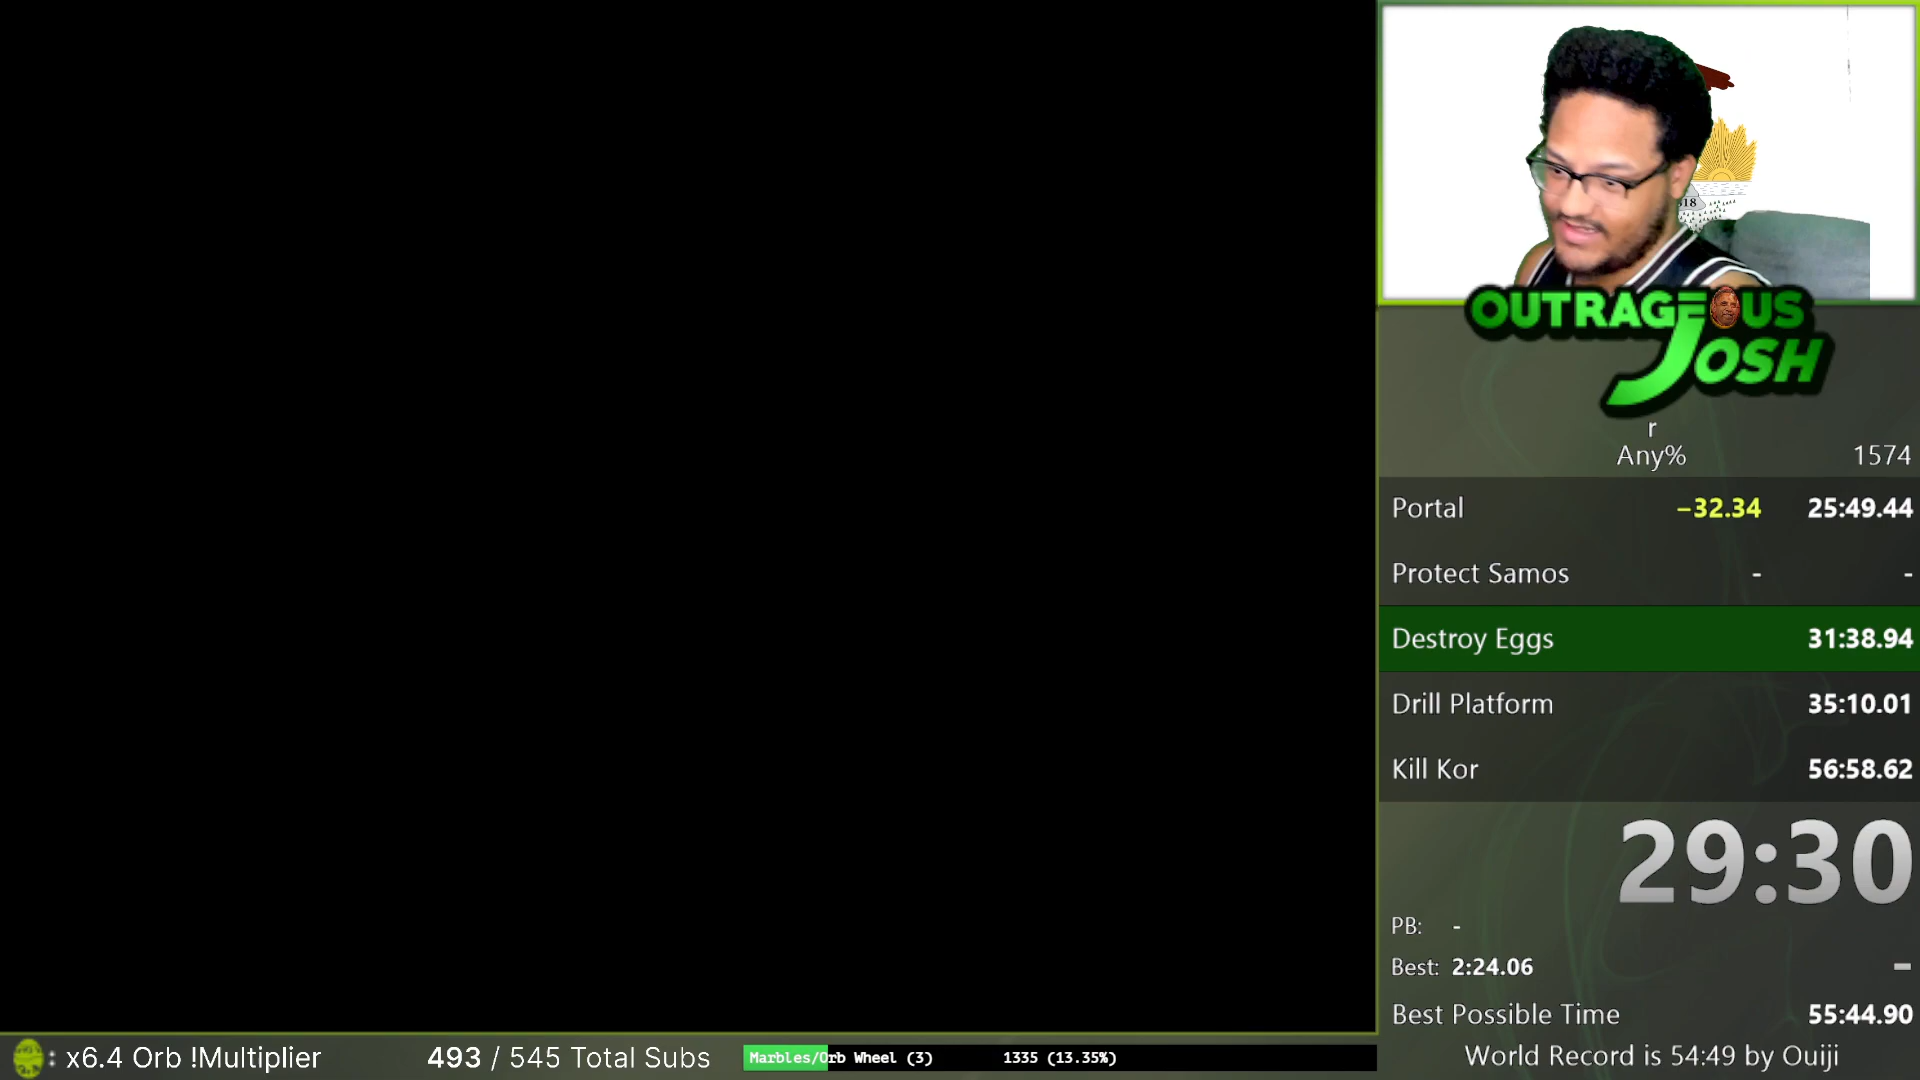 18
OUTRAGEOUS
JOSH
r
Any% 1574
Portal −32.34 25:49.44
Protect Samos - -
Destroy Eggs 31:38.94
Drill Platform 35:10.01
Kill Kor 56:58.62
29:30
PB: -
Best: 2:24.06 –
Best Possible Time 55:44.90
World Record is 54:49 by Ouiji
: x6.4 Orb !Multiplier 493 / 545 Total Subs Marbles/Orb Wheel (3) 1335 (13.35%)